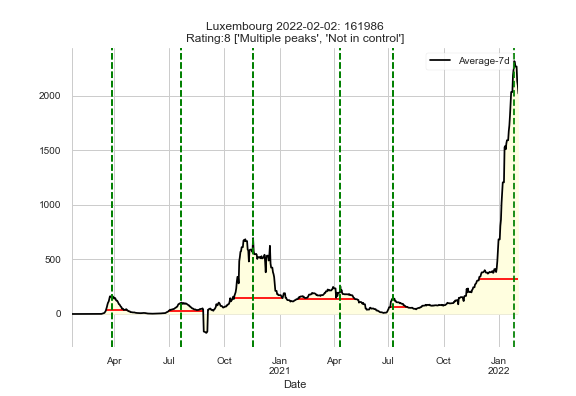 Luxembourg 2022-02-02: 161986
Rating:8 ['Multiple peaks', 'Not in control']
Average-7d
2000
1500
1000
500
0
Apr Jul Oct Jan Apr Jul Oct Jan
2021 2022
Date